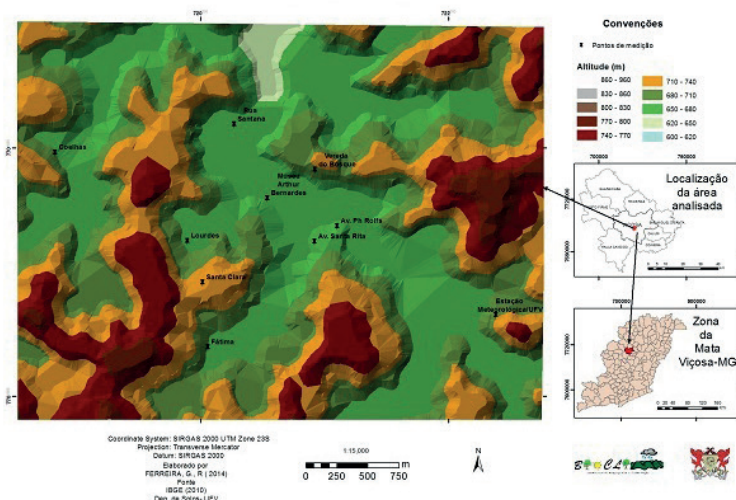 Rua
Santana
Coelhas
Vereda
do Bosque
Museu
Arthur
Bernardes
Av. Ph Rolfs
Lourdes
Av. Santa Rita
Santa Clara
Estação
Meteorológica/UFV
Fátima
Convenções
Pontos de medição
Altitude (m)
860 - 960
830 - 860
800 - 830
770 - 800
740 - 770
710 - 740
680 - 710
650 - 680
620 - 650
600 - 620
Localização
da área
analisada
Zona
da
Mata
Viçosa-MG
Coordinate System: SIRGAS 2000 UTM Zone 23S
Projection: Transverse Mercator
Datum: SIRGAS 2000
Elaborado por
FERREIRA, G., R ( 2014)
Fonte
IBGE (2010)
Dep. de Solos- UFV
1:15,000
0 250 500 750
m
N